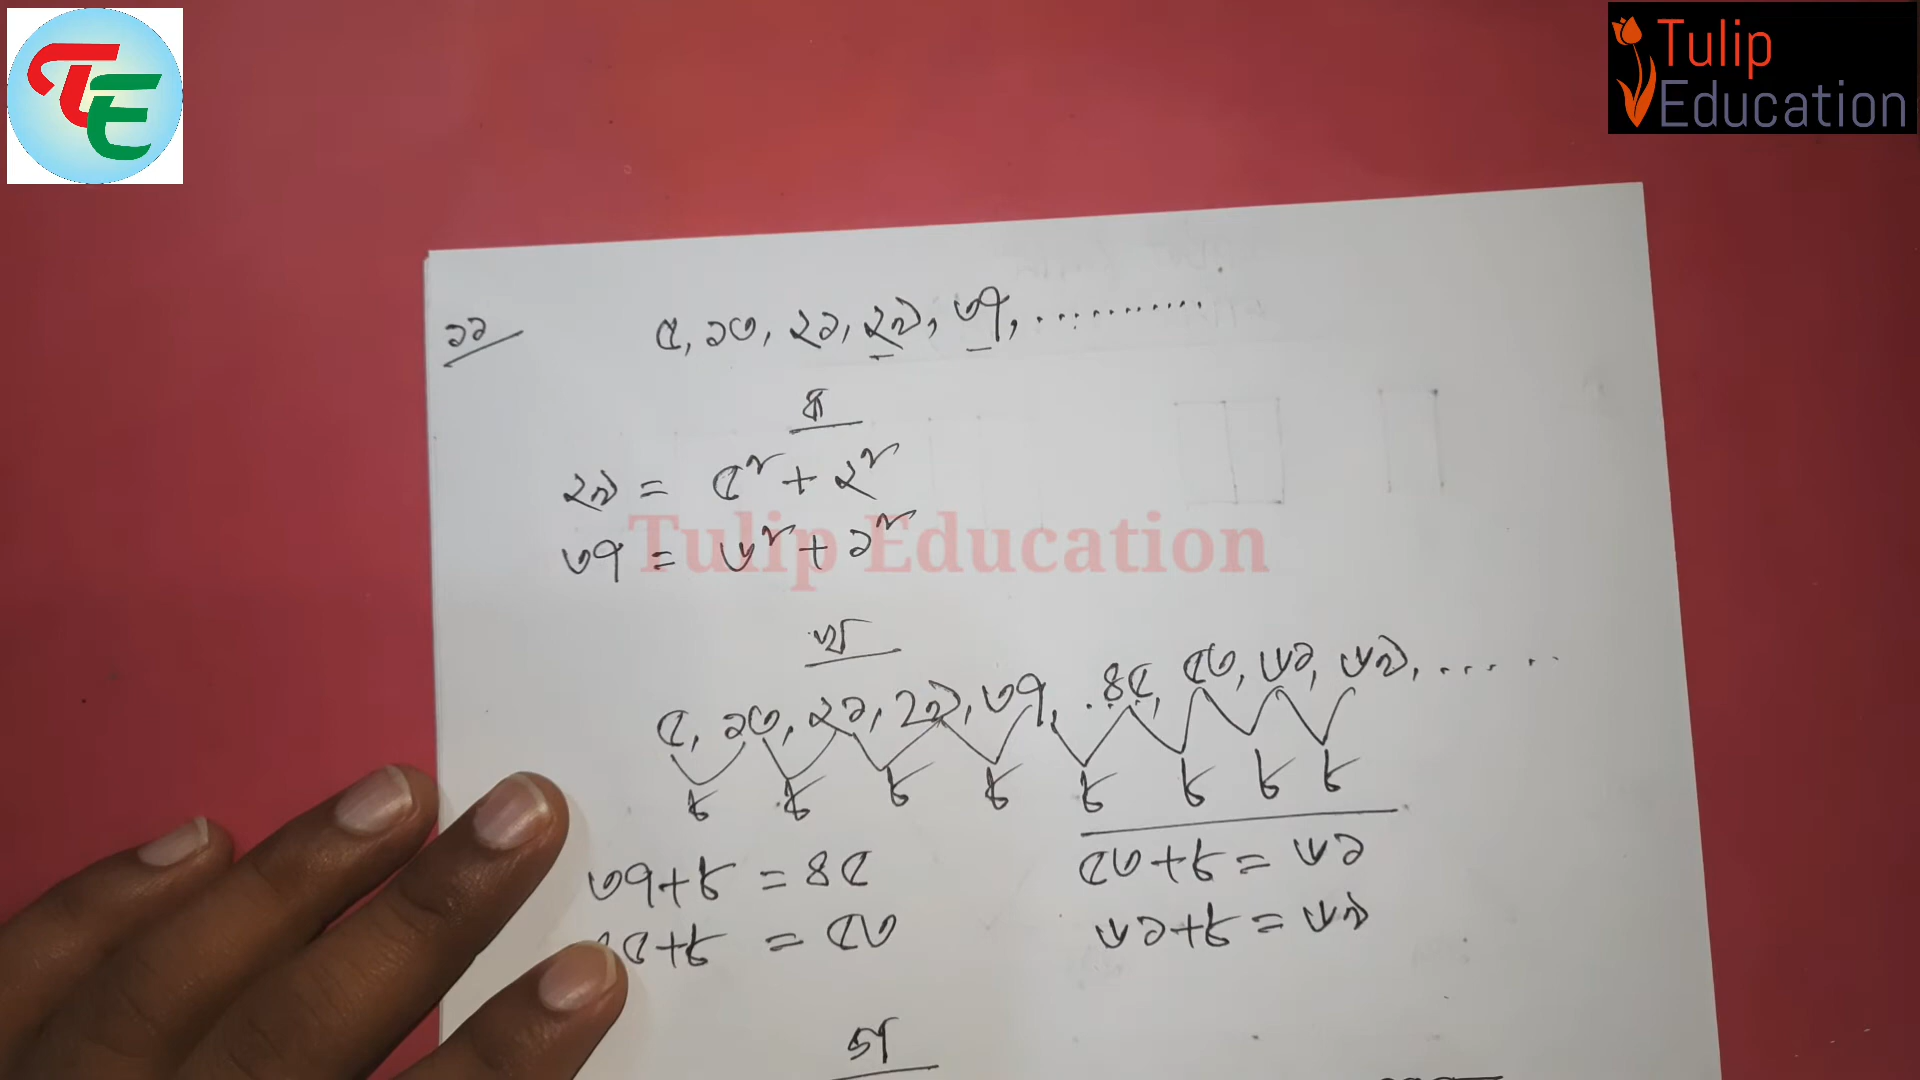 TE
Tulip
Education
১১ ৫, ১৩, ২১, ২৯, ৩৭, ...........
ক
২৯ = ৫² + ২²
৩৭ = ৬² + ১²
Tulip Education
খ
৫, ১৩, ২১, ২৯, ৩৭, ৪৫, ৫৩, ৬১, ৬৯, ......
৮ ৮ ৮ ৮ ৮ ৮ ৮ ৮
৩৭+৮ = ৪৫
৫+৮ = ৫৩
৫৩+৮ = ৬১
৬১+৮ = ৬৯
গ